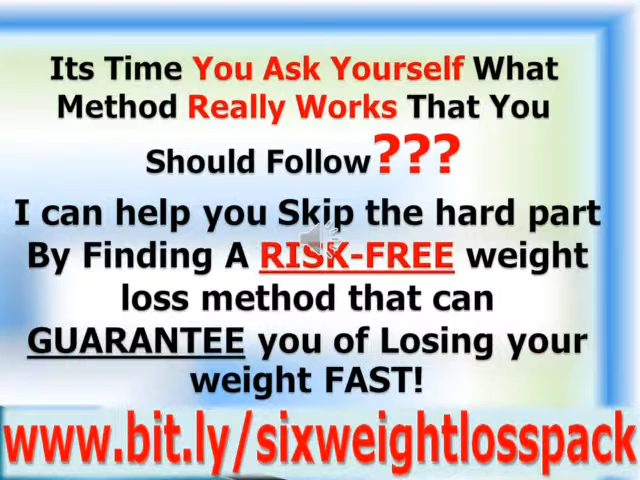 Its Time You Ask Yourself What
Method Really Works That You
Should Follow???
I can help you Skip the hard part
By Finding A RISK-FREE weight
loss method that can
GUARANTEE you of Losing your
weight FAST!
www.bit.ly/sixweightlosspack